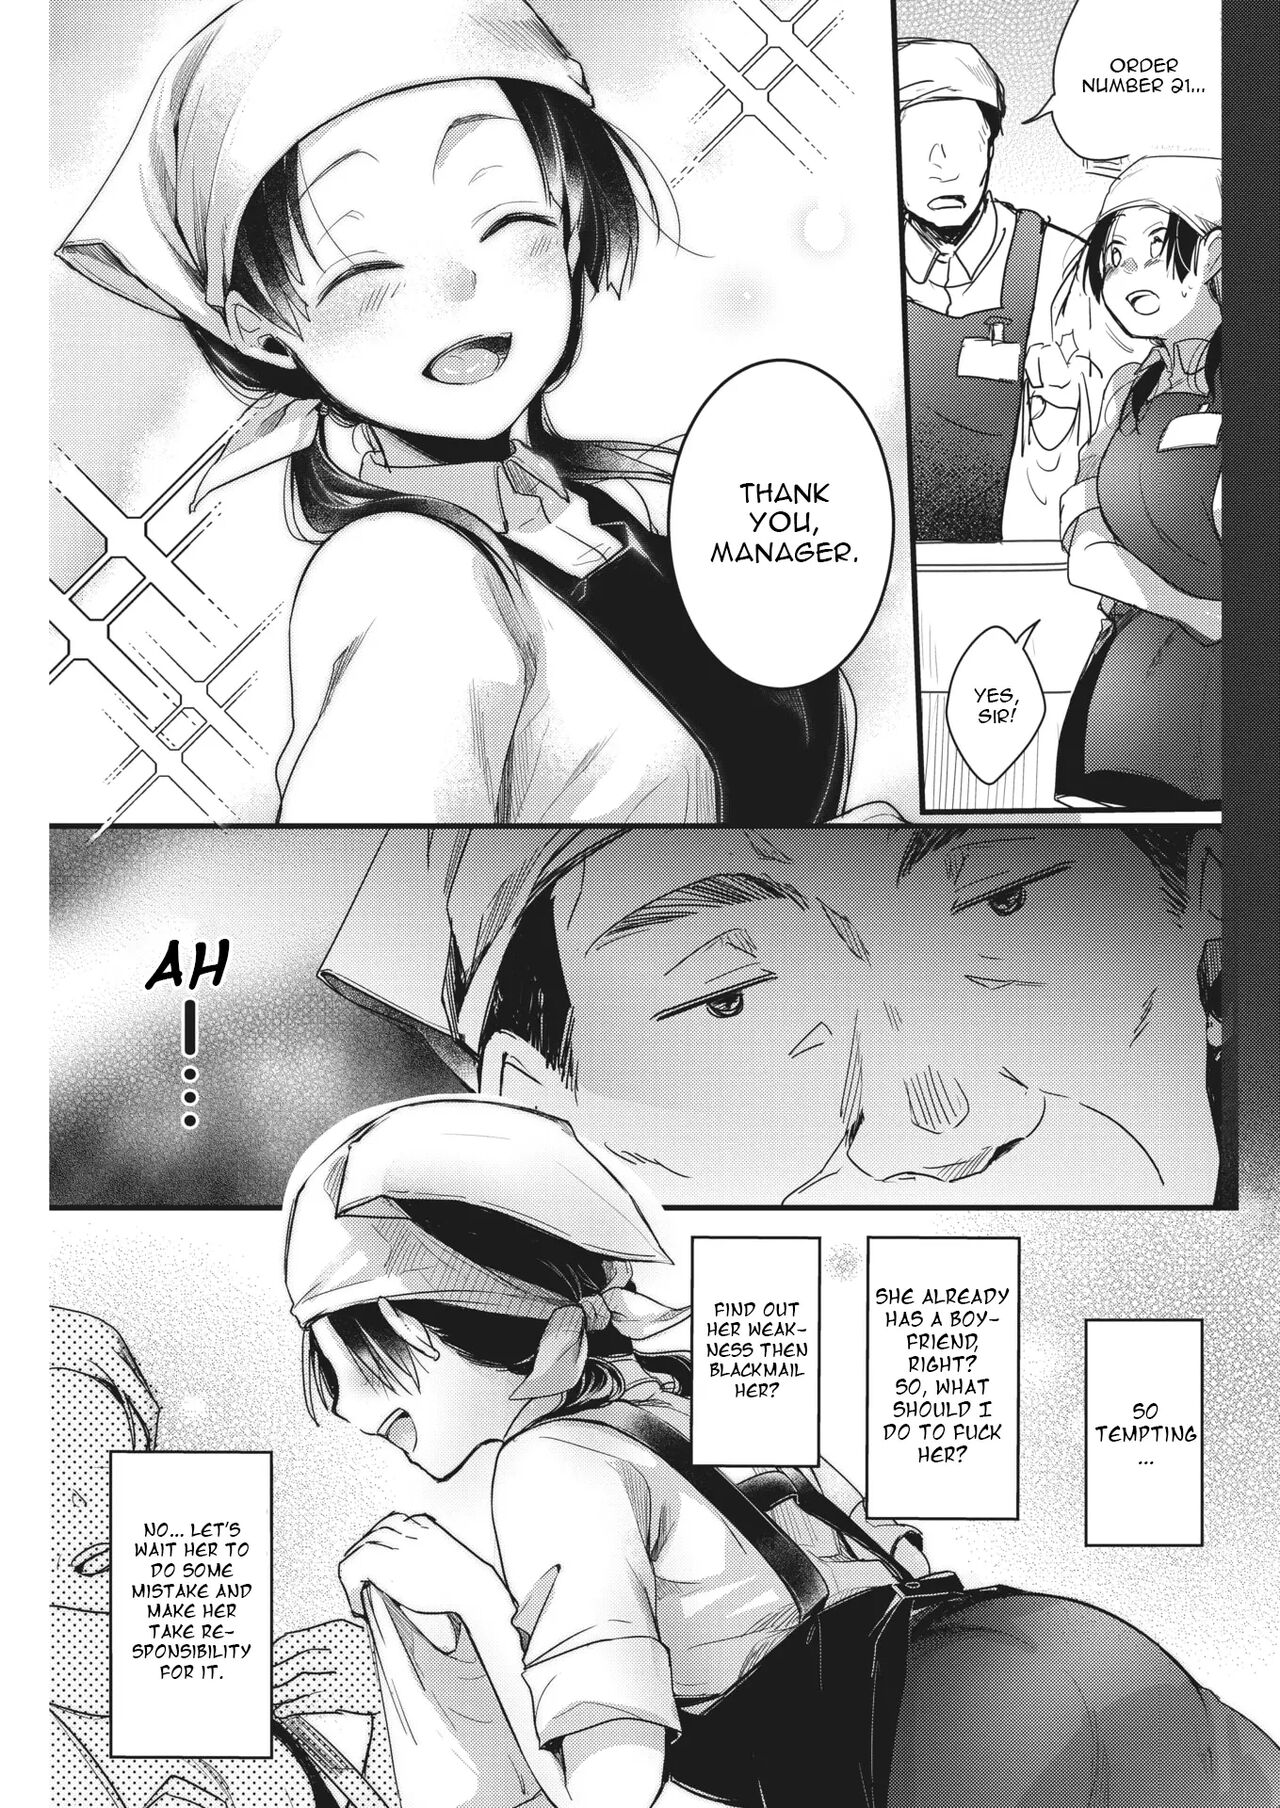 ORDER
NUMBER 21...
YES,
SIR!
THANK
YOU,
MANAGER.
AH
SO
TEMPTING
...
SHE ALREADY
HAS A BOY-
FRIEND,
RIGHT?
SO, WHAT
SHOULD I
DO TO FUCK
HER?
FIND OUT
HER WEAK-
NESS THEN
BLACKMAIL
HER?
NO... LET'S
WAIT HER TO
DO SOME
MISTAKE AND
MAKE HER
TAKE RE-
SPONSIBILITY
FOR IT.